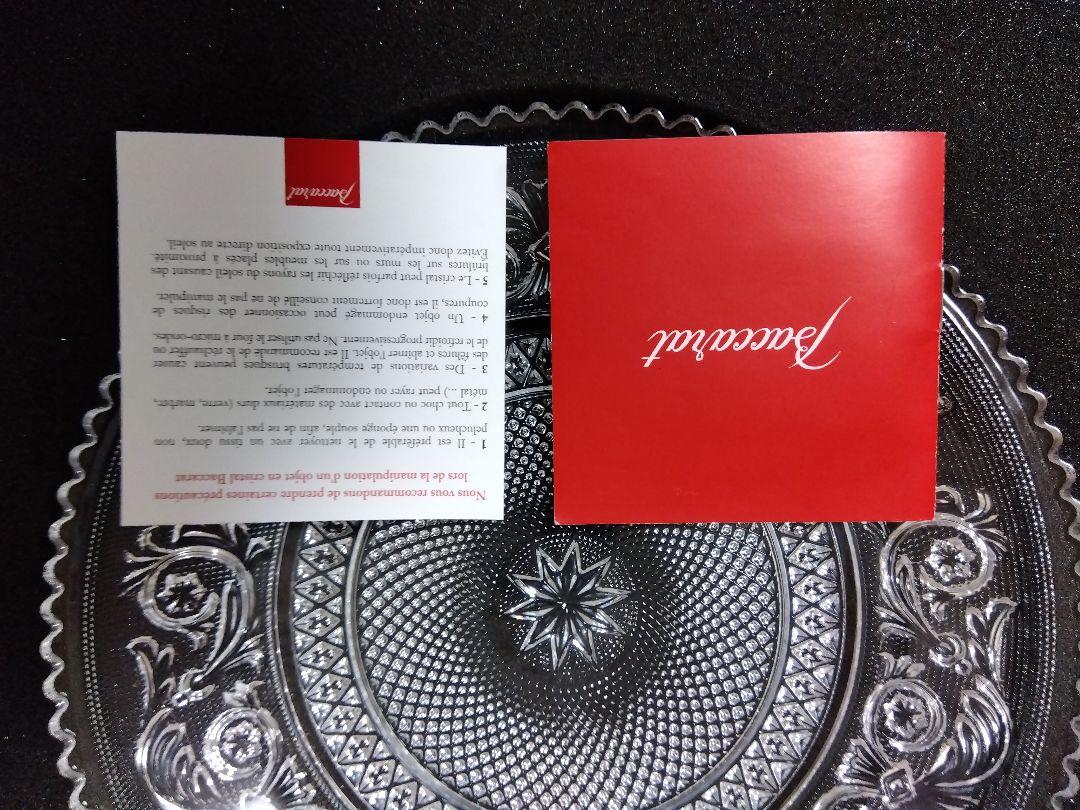 Nous vous recommandons de prendre certaines précautions
lors de la manipulation d'un objet en cristal Baccarat
1 - Il est préférable de le nettoyer avec un tissu doux, non
pelucheux ou une éponge souple, afin de ne pas l'abîmer.
2 - Tout choc ou contact avec des matériaux durs (verre, marbre,
métal ...) peut rayer ou endommager l'objet.
3 - Des variations de températures brusques peuvent causer
des fêlures et abîmer l'objet. Il est recommandé de le réchauffer ou
de le refroidir progressivement. Ne pas utiliser le four à micro-ondes.
4 - Un objet endommagé peut occasionner des risques de
coupures, il est donc fortement conseillé de ne pas le manipuler.
5 - Le cristal peut parfois réfléchir les rayons du soleil causant des
brûlures sur les murs ou sur les meubles placés à proximité.
Évitez donc impérativement toute exposition directe au soleil.
Baccarat
Baccarat